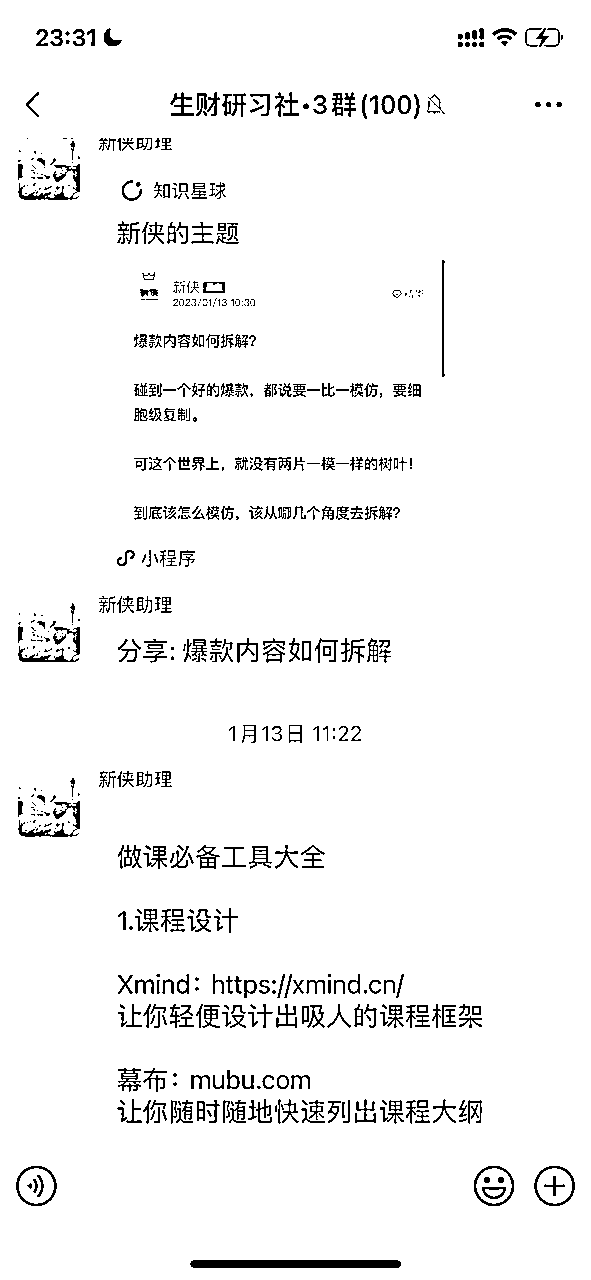 23:31
生财研习社•3群(100)
新侠助理
知识星球
新侠的主题
新侠
2023/01/13 10:30
爆款内容如何拆解?
碰到一个好的爆款，都说要一比一模仿，要细
胞级复制。
可这个世界上，就没有两片一模一样的树叶！
到底该怎么模仿，该从哪几个角度去拆解?
小程序
新侠助理
分享: 爆款内容如何拆解
1月13日 11:22
新侠助理
做课必备工具大全
1.课程设计
Xmind：https://xmind.cn/
让你轻便设计出吸人的课程框架
幕布：mubu.com
让你随时随地快速列出课程大纲